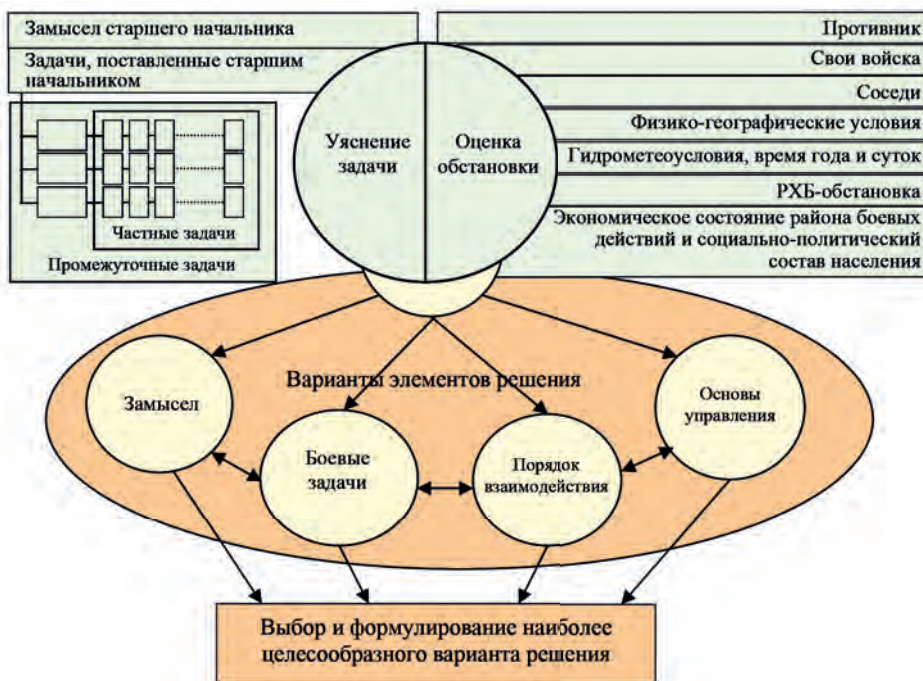 Замысел старшего начальника
Задачи, поставленные старшим
начальником
Частные задачи
Промежуточные задачи
Уяснение
задачи
Оценка
обстановки
Противник
Свои войска
Соседи
Физико-географические условия
Гидрометеоусловия, время года и суток
РХБ-обстановка
Экономическое состояние района боевых
действий и социально-политический
состав населения
Варианты элементов решения
Замысел
Боевые
задачи
Порядок
взаимодействия
Основы
управления
Выбор и формулирование наиболее
целесообразного варианта решения